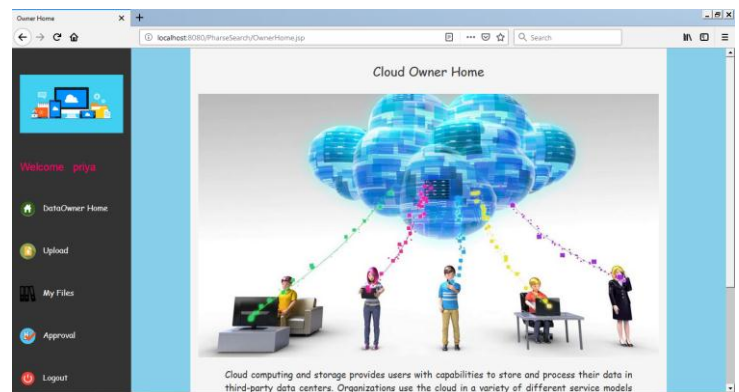 Owner Home
localhost:8080/PharseSearch/OwnerHome.jsp
Search
Cloud Owner Home
Welcome priya
DataOwner Home
Upload
My Files
Approval
Logout
Cloud computing and storage provides users with capabilities to store and process their data in
third-party data centers. Organizations use the cloud in a variety of different service models